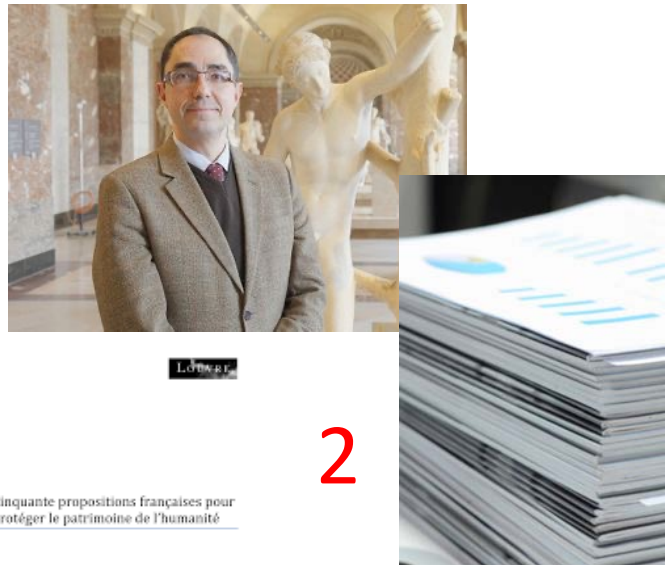 LOUVRE
2
inquante propositions françaises pour
rotéger le patrimoine de l'humanité